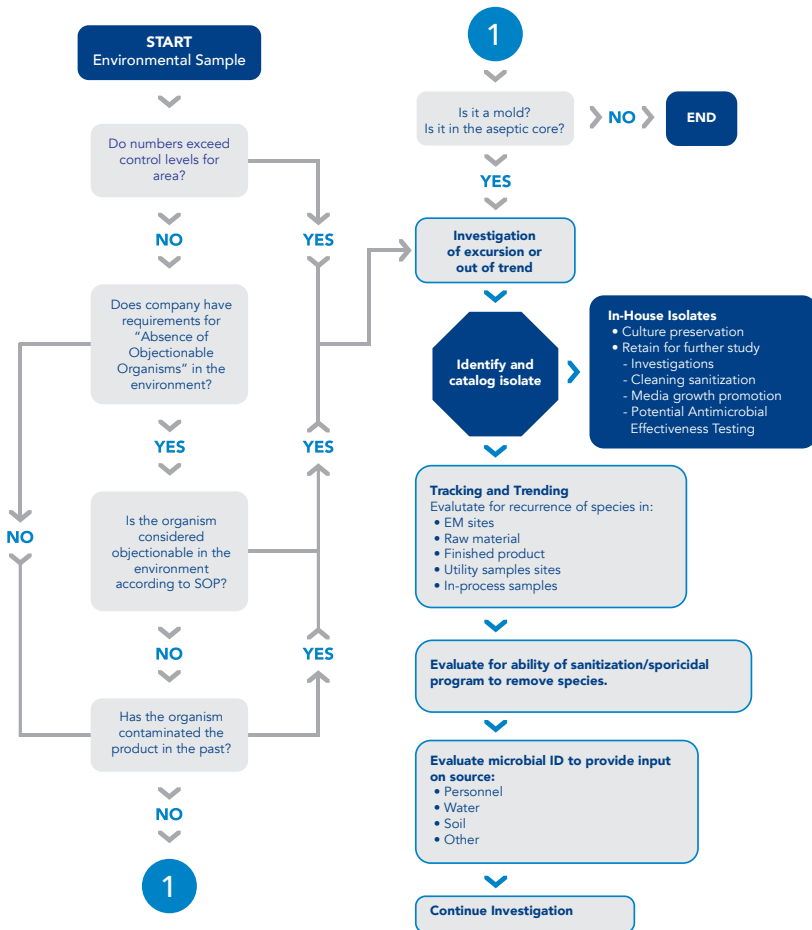 START
Environmental Sample
Do numbers exceed
control levels for
area?
NO
YES
Does company have
requirements for
“Absence of
Objectionable
Organisms” in the
environment?
YES
YES
NO
Is the organism
considered
objectionable in the
environment
according to SOP?
NO
YES
Has the organism
contaminated the
product in the past?
NO
1
1
Is it a mold?
Is it in the aseptic core?
NO
END
YES
Investigation
of excursion or
out of trend
Identify and
catalog isolate
In-House Isolates
• Culture preservation
• Retain for further study
- Investigations
- Cleaning sanitization
- Media growth promotion
- Potential Antimicrobial
Effectiveness Testing
Tracking and Trending
Evalutate for recurrence of species in:
• EM sites
• Raw material
• Finished product
• Utility samples sites
• In-process samples
Evaluate for ability of sanitization/sporicidal
program to remove species.
Evaluate microbial ID to provide input
on source:
• Personnel
• Water
• Soil
• Other
Continue Investigation